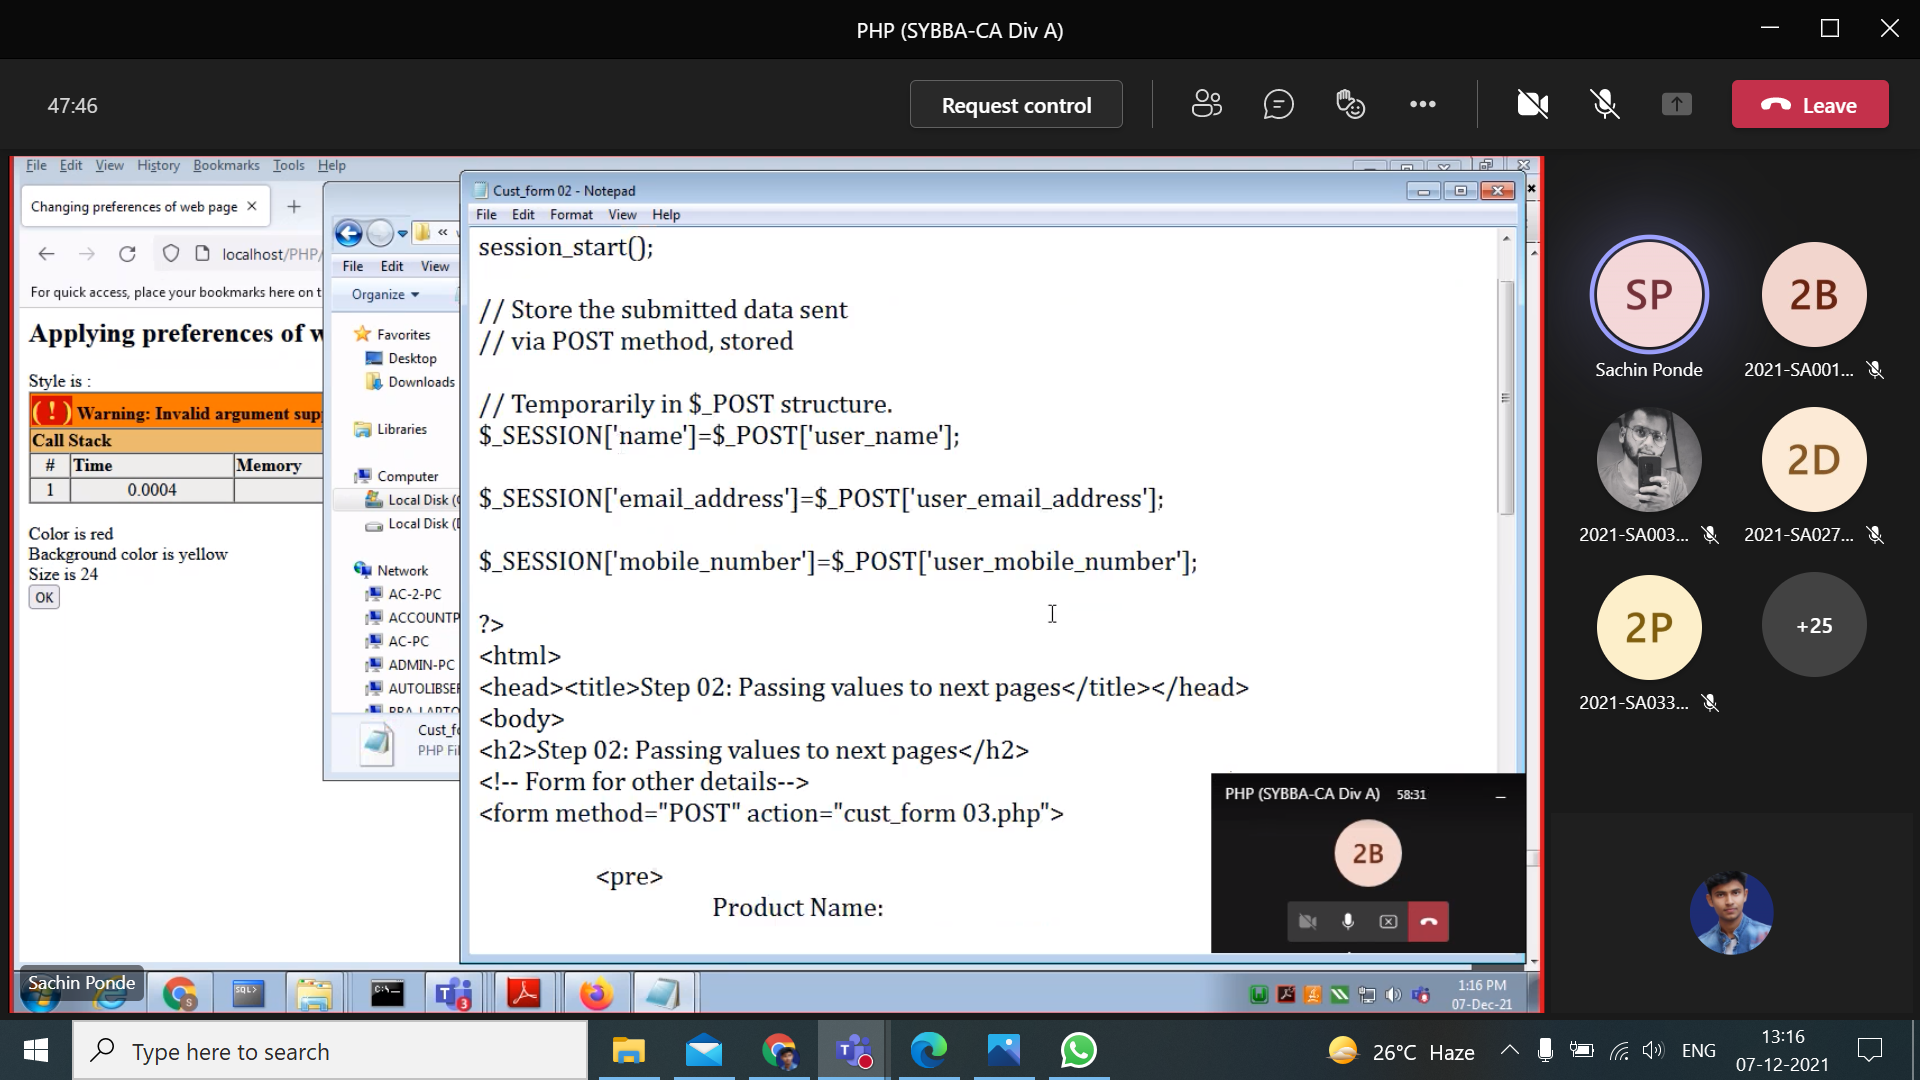 PHP (SYBBA-CA Div A)
47:46
Request control
Leave
File Edit View History Bookmarks Tools Help
Changing preferences of web page
localhost/PHP/
For quick access, place your bookmarks here on t
Applying preferences of w
Style is :
( ! ) Warning: Invalid argument sup
Call Stack
# Time Memory
1 0.0004
Color is red
Background color is yellow
Size is 24
OK
File Edit View
Organize
Favorites
Desktop
Downloads
Libraries
Computer
Local Disk (
Local Disk (
Network
AC-2-PC
ACCOUNTP
AC-PC
ADMIN-PC
AUTOLIBSE
Cust_fo
PHP Fil
Cust_form 02 - Notepad
File Edit Format View Help
session_start();
// Store the submitted data sent
// via POST method, stored
// Temporarily in $_POST structure.
$_SESSION['name']=$_POST['user_name'];
$_SESSION['email_address']=$_POST['user_email_address'];
$_SESSION['mobile_number']=$_POST['user_mobile_number'];
?>
<html>
<head><title>Step 02: Passing values to next pages</title></head>
<body>
<h2>Step 02: Passing values to next pages</h2>
<!-- Form for other details-->
<form method="POST" action="cust_form 03.php">
<pre>
Product Name:
PHP (SYBBA-CA Div A) 58:31
2B
SP
Sachin Ponde
2B
2021-SA001...
2021-SA003...
2D
2021-SA027...
2P
2021-SA033...
+25
Sachin Ponde
1:16 PM
07-Dec-21
Type here to search
26°C Haze
ENG
13:16
07-12-2021